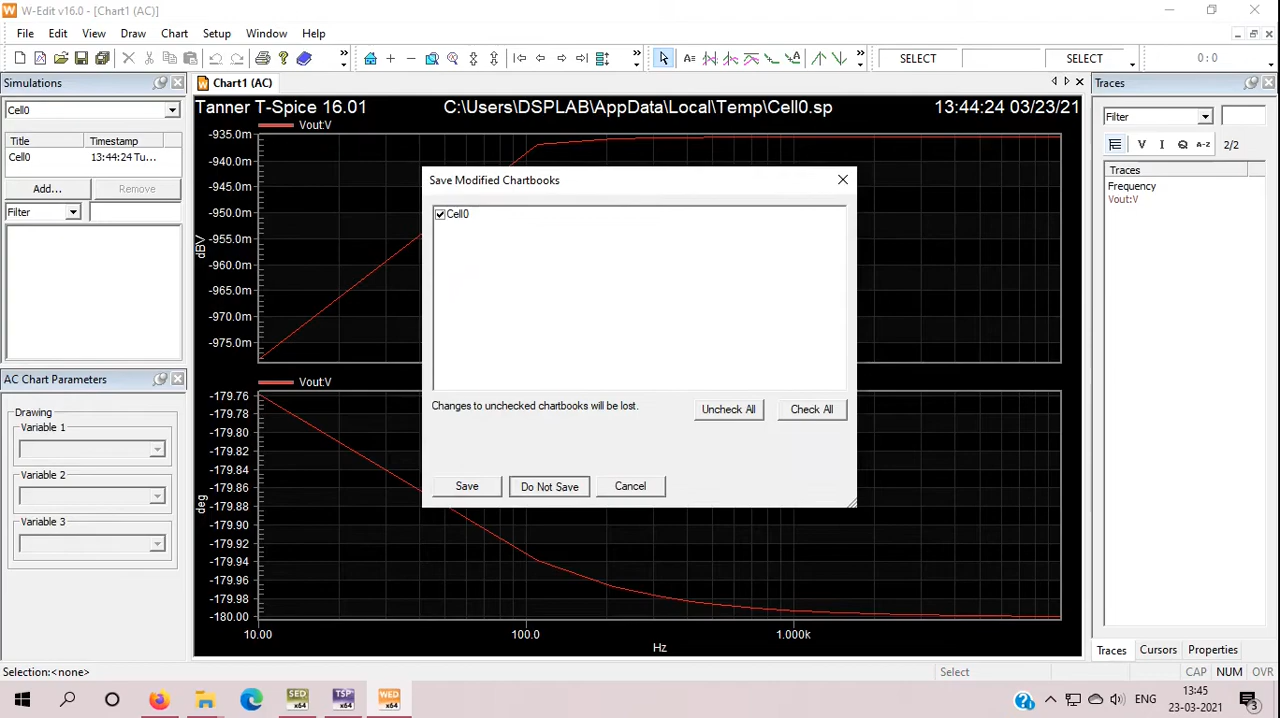 W-Edit v16.0 - [Chart1 (AC)]
File Edit View Draw Chart Setup Window Help
SELECT SELECT 0 : 0
Simulations
Chart1 (AC)
Traces
Cell0
Title Timestamp
Cell0 13:44:24 Tu...
Add... Remove
Filter
Tanner T-Spice 16.01 C:\Users\DSPLAB\AppData\Local\Temp\Cell0.sp 13:44:24 03/23/21
Vout:V
-935.0m
-940.0m
-945.0m
-950.0m
-955.0m
-960.0m
-965.0m
-970.0m
-975.0m
dBV
Filter
V I Q A-Z 2/2
Traces
Frequency
Vout:V
Save Modified Chartbooks
Cell0
Changes to unchecked chartbooks will be lost.
Uncheck All Check All
Save Do Not Save Cancel
AC Chart Parameters
Drawing
Variable 1
Variable 2
Variable 3
Vout:V
-179.76
-179.78
-179.80
-179.82
-179.84
-179.86
-179.88
-179.90
-179.92
-179.94
-179.96
-179.98
-180.00
deg
10.00 100.0 1.000k
Hz
Traces Cursors Properties
Selection:<none> Select CAP NUM OVR
SED x64 TSP x64 WED x64
ENG 13:45
23-03-2021
3